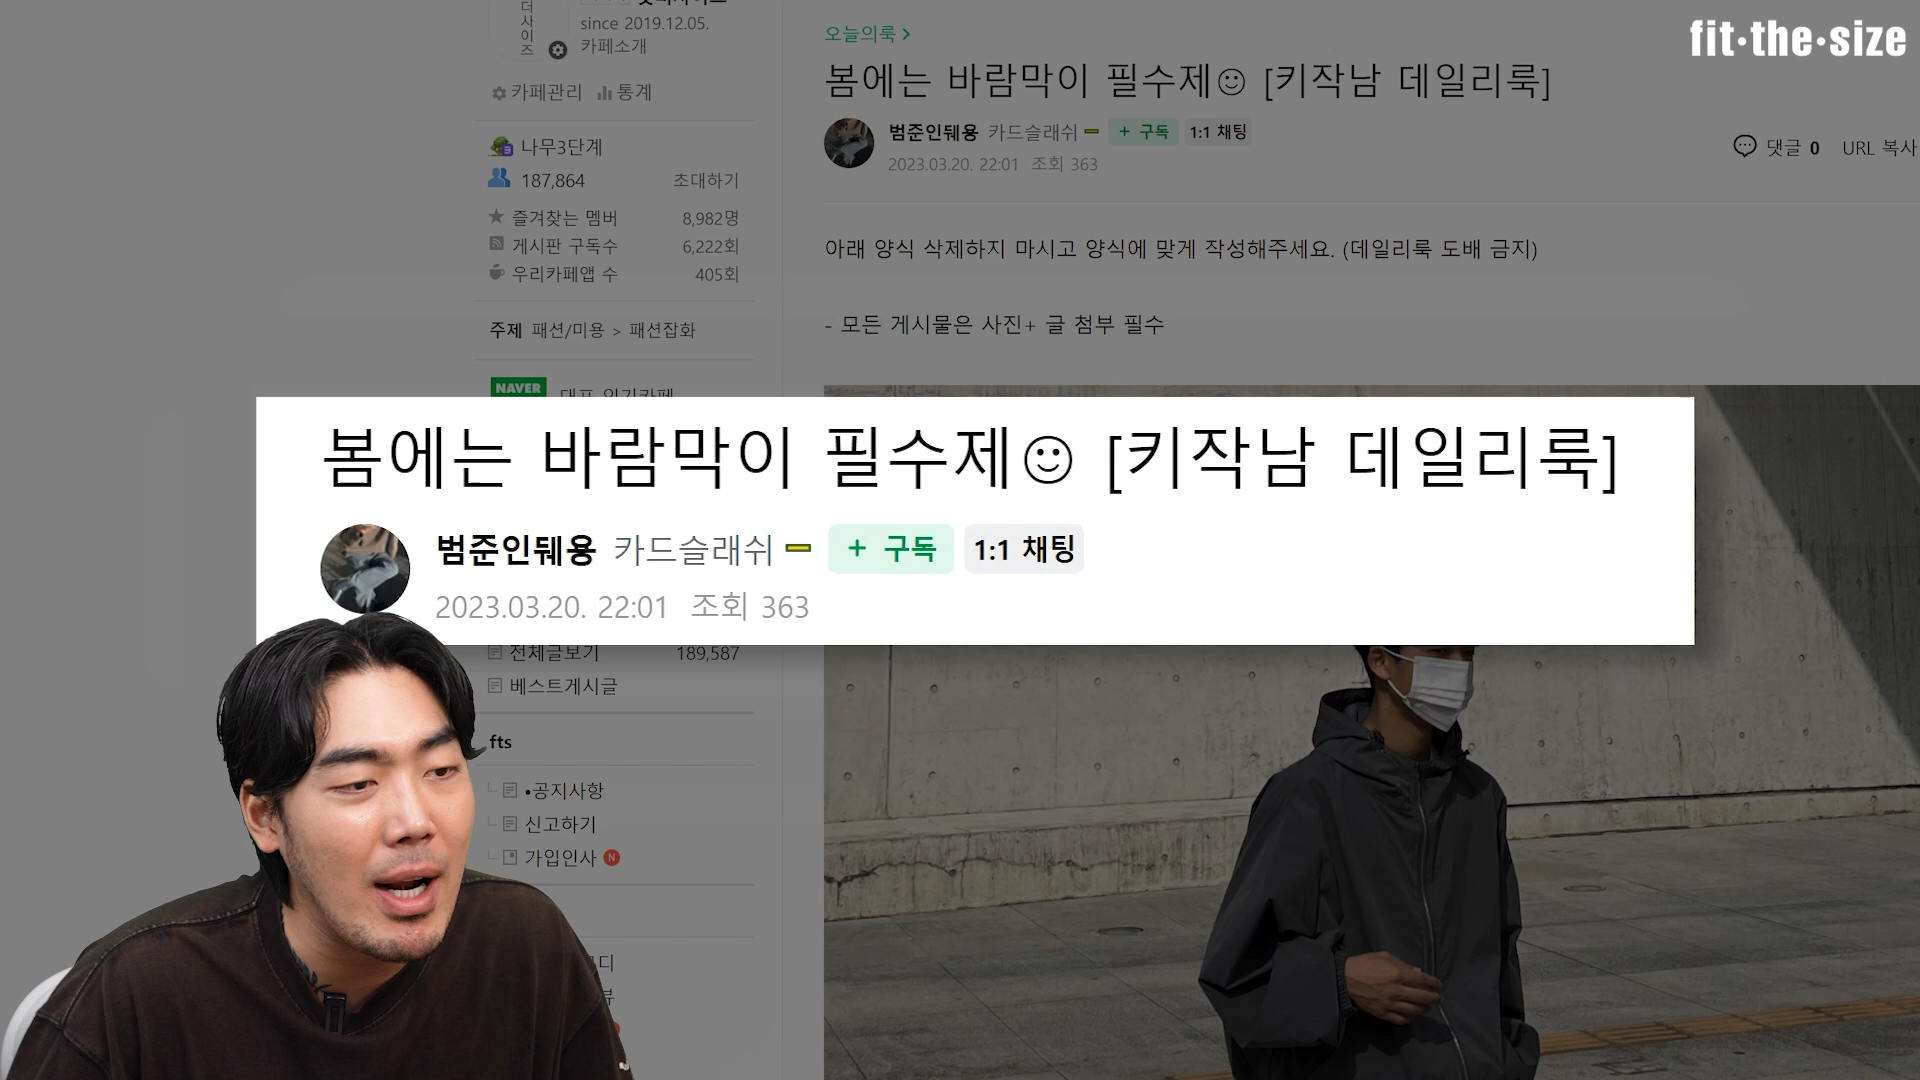 더사이즈
since 2019.12.05.
카페소개
카페관리 통계
나무3단계
187,864 초대하기
즐겨찾는 멤버 8,982명
게시판 구독수 6,222회
우리카페앱 수 405회
주제 패션/미용 > 패션잡화
NAVER 대표 인기카페
전체글보기 189,587
베스트게시글
fts
•공지사항
신고하기
가입인사 N
fit·the·size
오늘의룩 >
봄에는 바람막이 필수제☺ [키작남 데일리룩]
범준인뒈용 카드슬래쉬 + 구독 1:1 채팅
2023.03.20. 22:01 조회 363
댓글 0 URL 복사
아래 양식 삭제하지 마시고 양식에 맞게 작성해주세요. (데일리룩 도배 금지)
- 모든 게시물은 사진+ 글 첨부 필수
봄에는 바람막이 필수제☺ [키작남 데일리룩]
범준인뒈용 카드슬래쉬 + 구독 1:1 채팅
2023.03.20. 22:01 조회 363